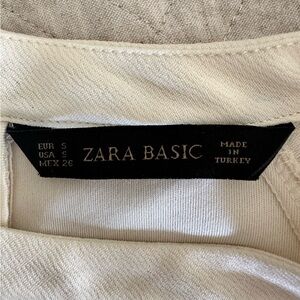 EUR S
USA S
MEX 26
ZARA BASIC
MADE
IN
TURKEY